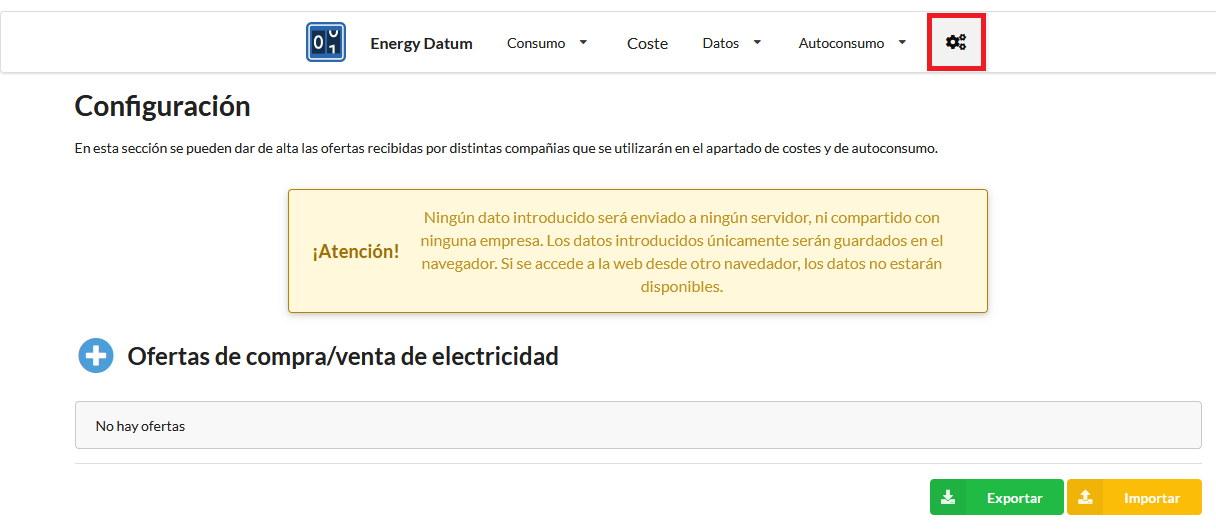 01 Energy Datum Consumo Coste Datos Autoconsumo
Configuración
En esta sección se pueden dar de alta las ofertas recibidas por distintas compañias que se utilizarán en el apartado de costes y de autoconsumo.
¡Atención!
Ningún dato introducido será enviado a ningún servidor, ni compartido con
ninguna empresa. Los datos introducidos únicamente serán guardados en el
navegador. Si se accede a la web desde otro navedador, los datos no estarán
disponibles.
Ofertas de compra/venta de electricidad
No hay ofertas
Exportar Importar